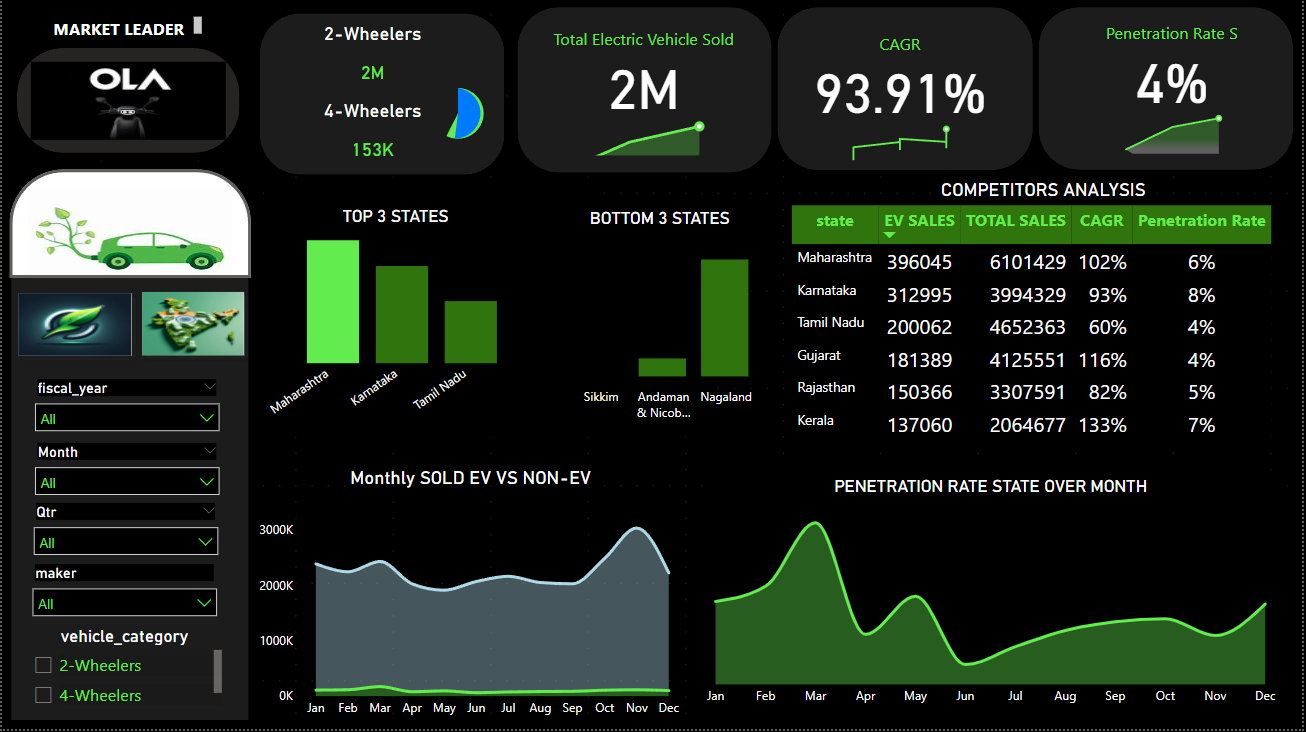 MARKET LEADER
OLA
2-Wheelers
2M
4-Wheelers
153K
Total Electric Vehicle Sold
2M
CAGR
93.91%
Penetration Rate S
4%
fiscal_year
All
Month
All
Qtr
All
maker
All
vehicle_category
2-Wheelers
4-Wheelers
TOP 3 STATES
Maharashtra
Karnataka
Tamil Nadu
BOTTOM 3 STATES
Sikkim
Andaman
& Nicob...
Nagaland
COMPETITORS ANALYSIS
state EV SALES TOTAL SALES CAGR Penetration Rate
Maharashtra 396045 6101429 102% 6%
Karnataka 312995 3994329 93% 8%
Tamil Nadu 200062 4652363 60% 4%
Gujarat 181389 4125551 116% 4%
Rajasthan 150366 3307591 82% 5%
Kerala 137060 2064677 133% 7%
Monthly SOLD EV VS NON-EV
3000K
2000K
1000K
0K
Jan Feb Mar Apr May Jun Jul Aug Sep Oct Nov Dec
PENETRATION RATE STATE OVER MONTH
Jan Feb Mar Apr May Jun Jul Aug Sep Oct Nov Dec